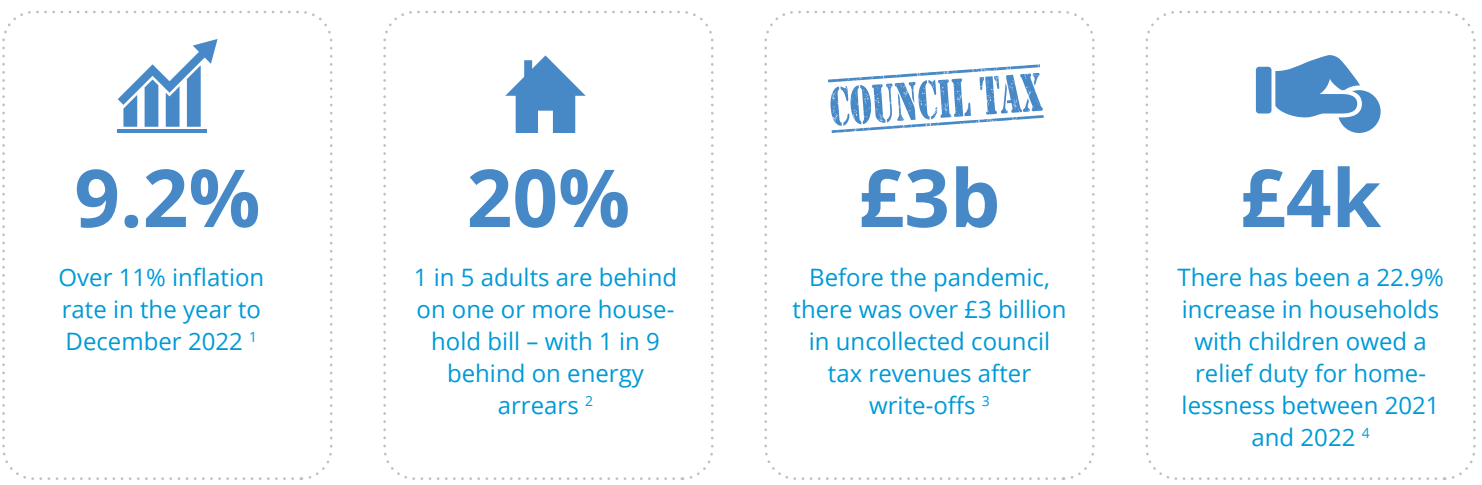 9.2%
Over 11% inflation
rate in the year to
December 2022 1
20%
1 in 5 adults are behind
on one or more house-
hold bill – with 1 in 9
behind on energy
arrears 2
COUNCIL TAX
£3b
Before the pandemic,
there was over £3 billion
in uncollected council
tax revenues after
write-offs 3
£4k
There has been a 22.9%
increase in households
with children owed a
relief duty for home-
lessness between 2021
and 2022 4